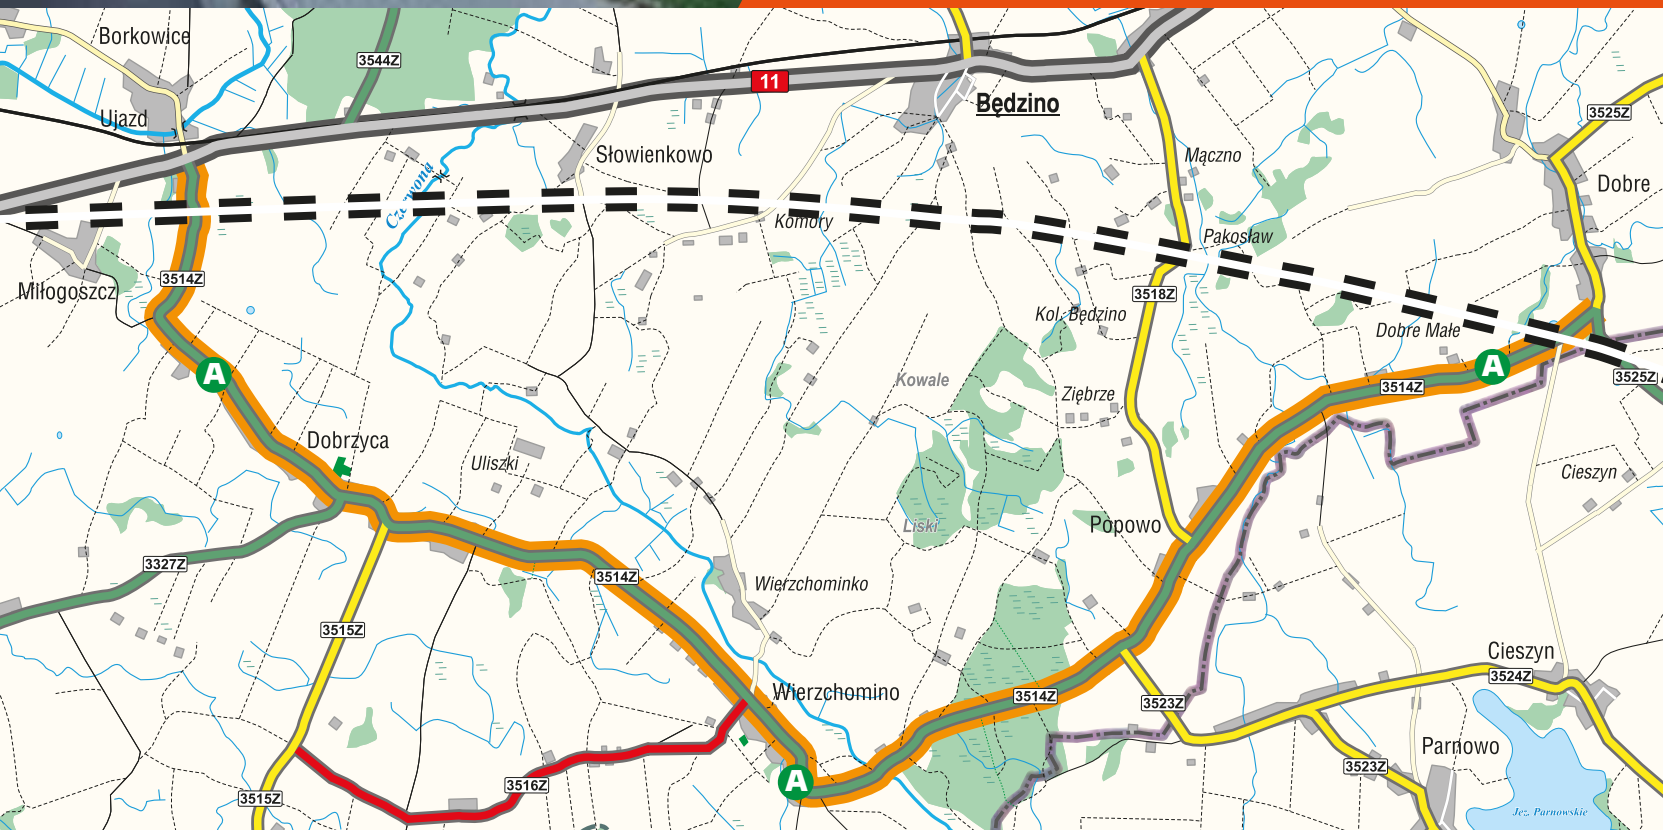 Borkowice
3544Z
11
Będzino
3525Z
Ujazd
Słowienkowo
Mączno
Dobre
Czerwona
Komory
Pakosław
3514Z
Miłogoszcz
3518Z
Kol. Będzino
Dobre Małe
A
A
3525Z
Kowale
Ziębrze
3514Z
Dobrzyca
Uliszki
Cieszyn
Liski
Popowo
3327Z
3514Z
Wierzchominko
3515Z
Cieszyn
3524Z
Wierzchomino
3514Z
3523Z
Parnowo
3523Z
3516Z
A
3515Z
Jez. Parnowskie